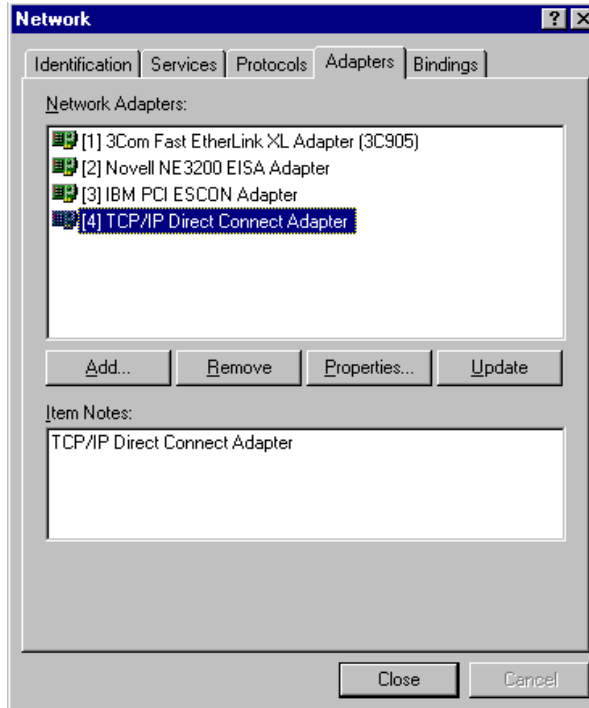 Network
Identification Services Protocols Adapters Bindings
Network Adapters:
[1] 3Com Fast EtherLink XL Adapter (3C905)
[2] Novell NE3200 EISA Adapter
[3] IBM PCI ESCON Adapter
[4] TCP/IP Direct Connect Adapter
Add... Remove Properties... Update
Item Notes:
TCP/IP Direct Connect Adapter
Close Cancel